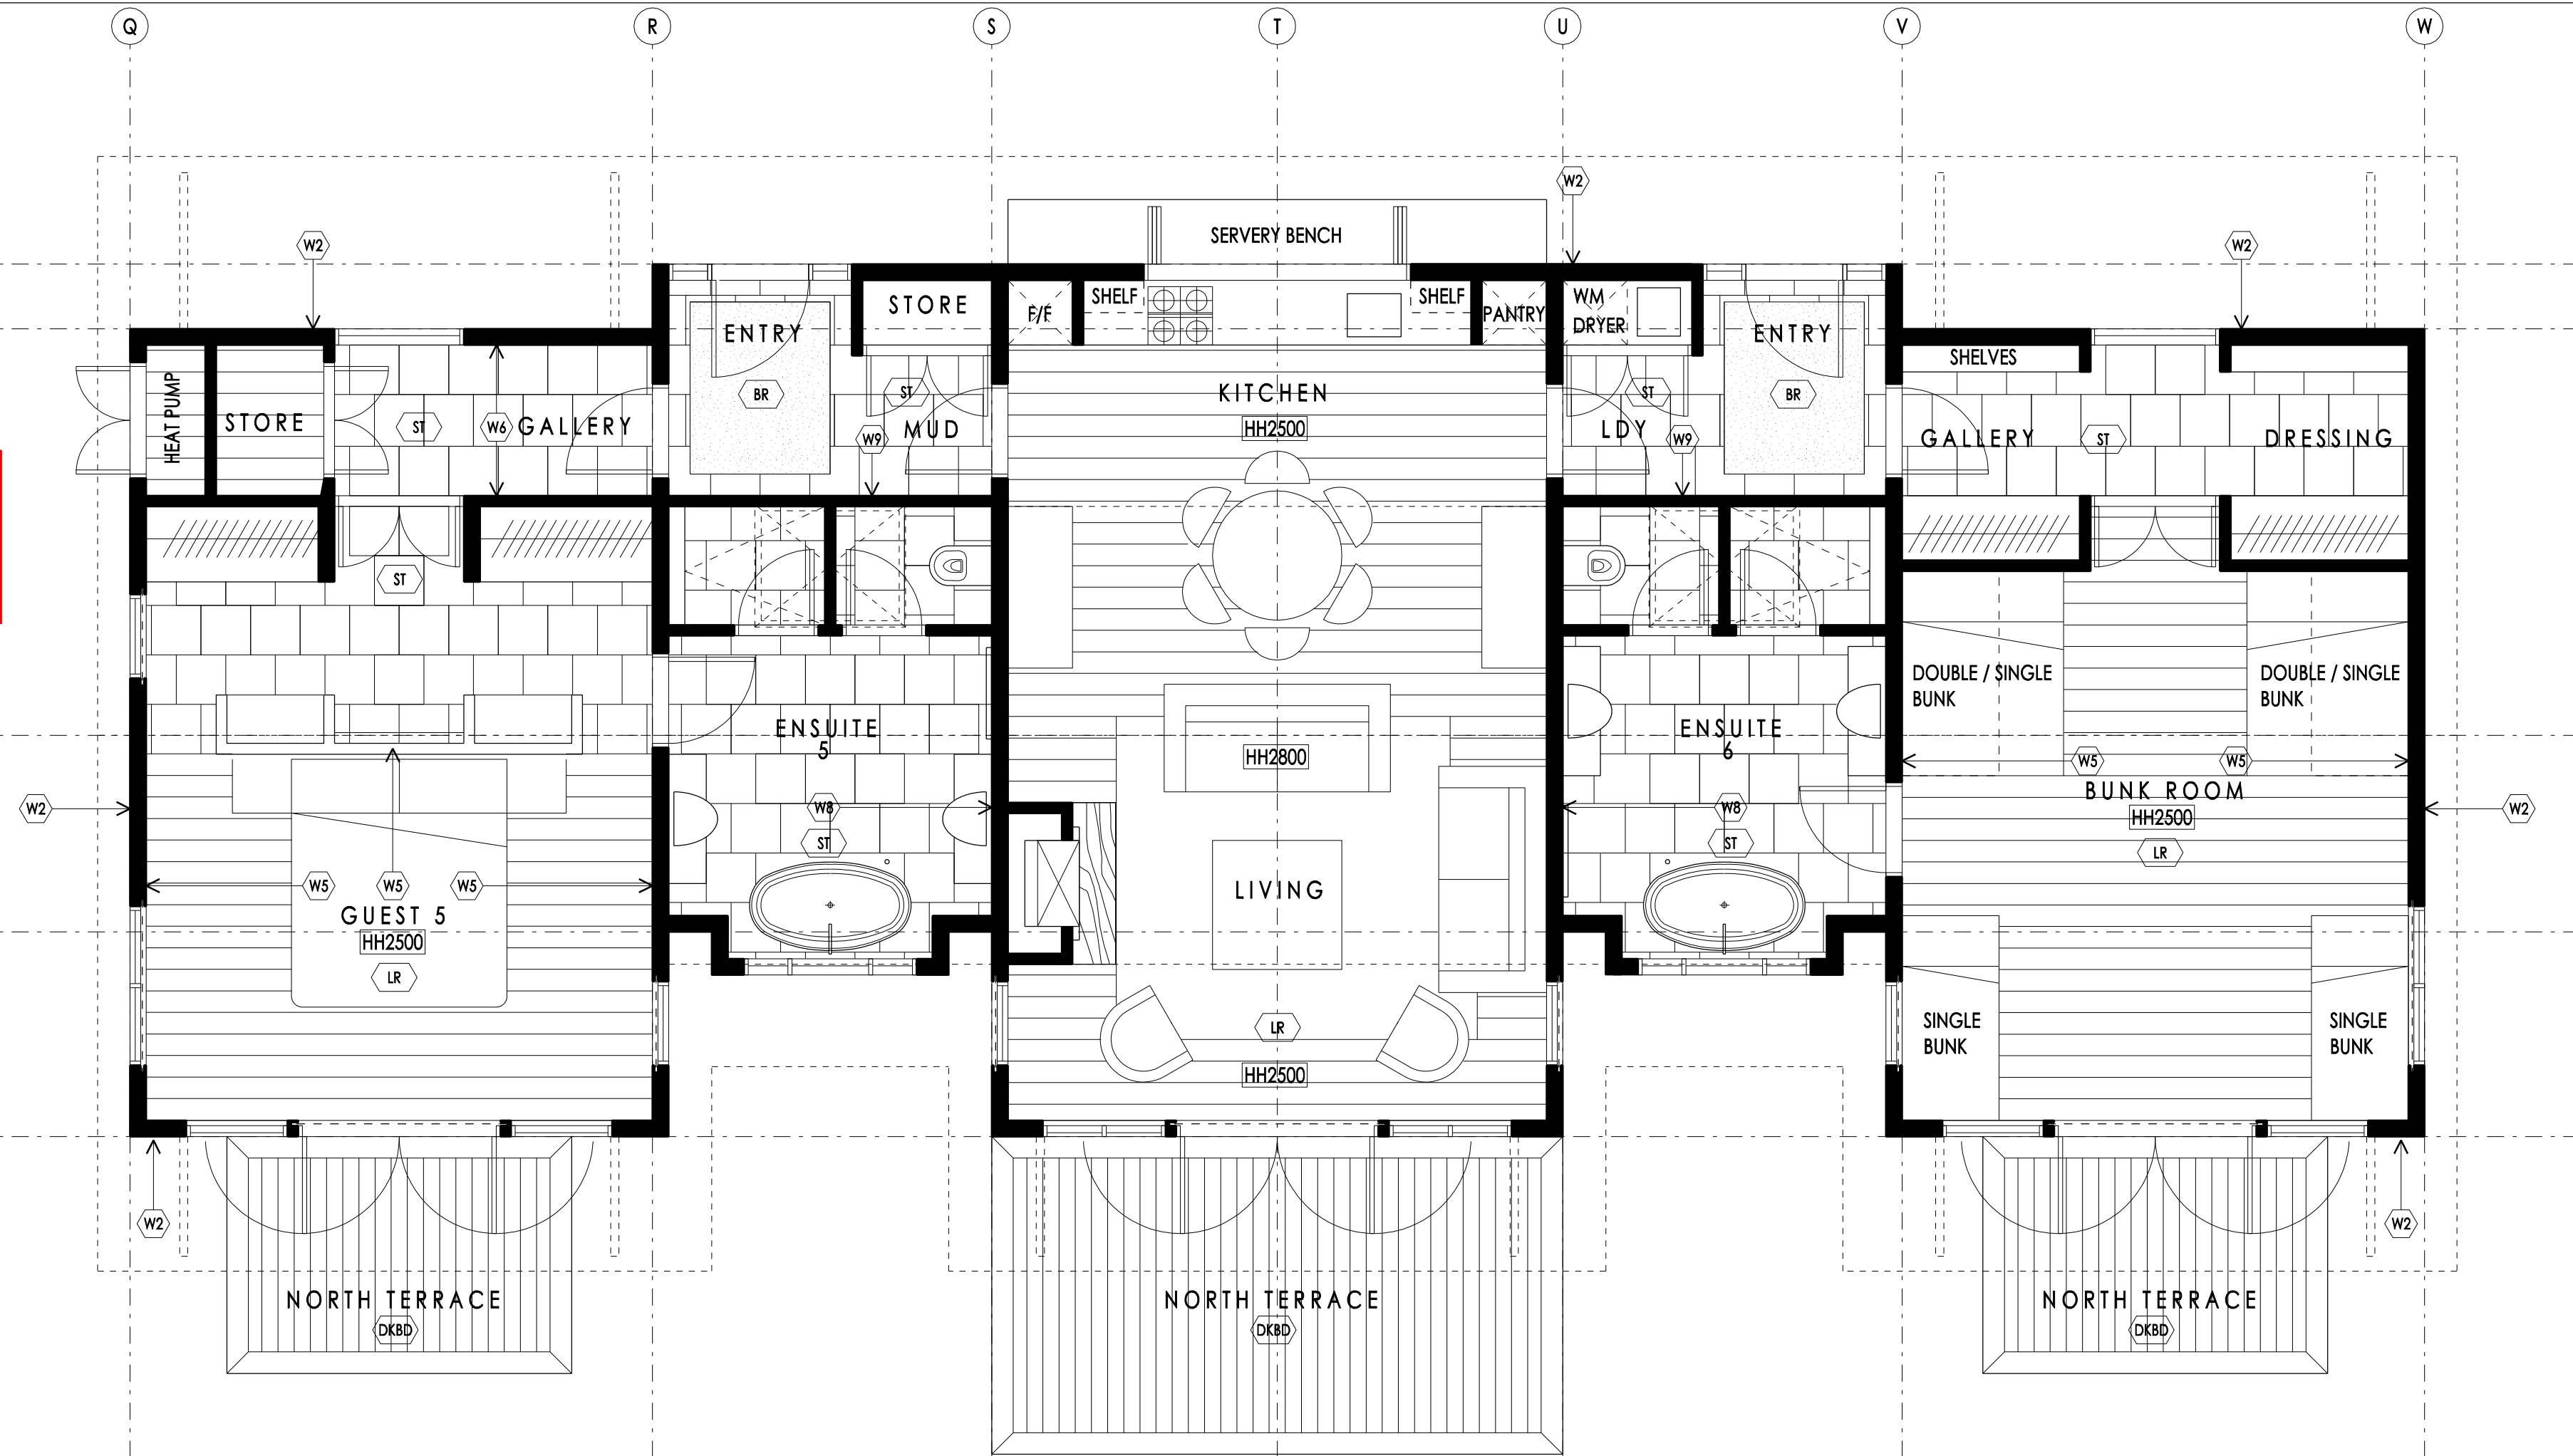 Q R S T U V W
W2
W2
W2
SERVERY BENCH
SHELF
SHELF
WM
STORE
F/F
PANTRY
DRYER
ENTRY
ENTRY
SHELVES
HEAT PUMP
STORE
ST
W6
GALLERY
BR
ST
MUD
W9
KITCHEN
HH2500
ST
LDY
W9
BR
GALLERY
ST
DRESSING
ST
DOUBLE / SINGLE
BUNK
DOUBLE / SINGLE
BUNK
ENSUITE
5
HH2800
ENSUITE
6
W5
W5
BUNK ROOM
HH2500
LR
W2
W8
ST
W8
ST
W2
W5
W5
W5
GUEST 5
HH2500
LR
LIVING
LR
HH2500
SINGLE
BUNK
SINGLE
BUNK
W2
W2
NORTH TERRACE
DKBD
NORTH TERRACE
DKBD
NORTH TERRACE
DKBD